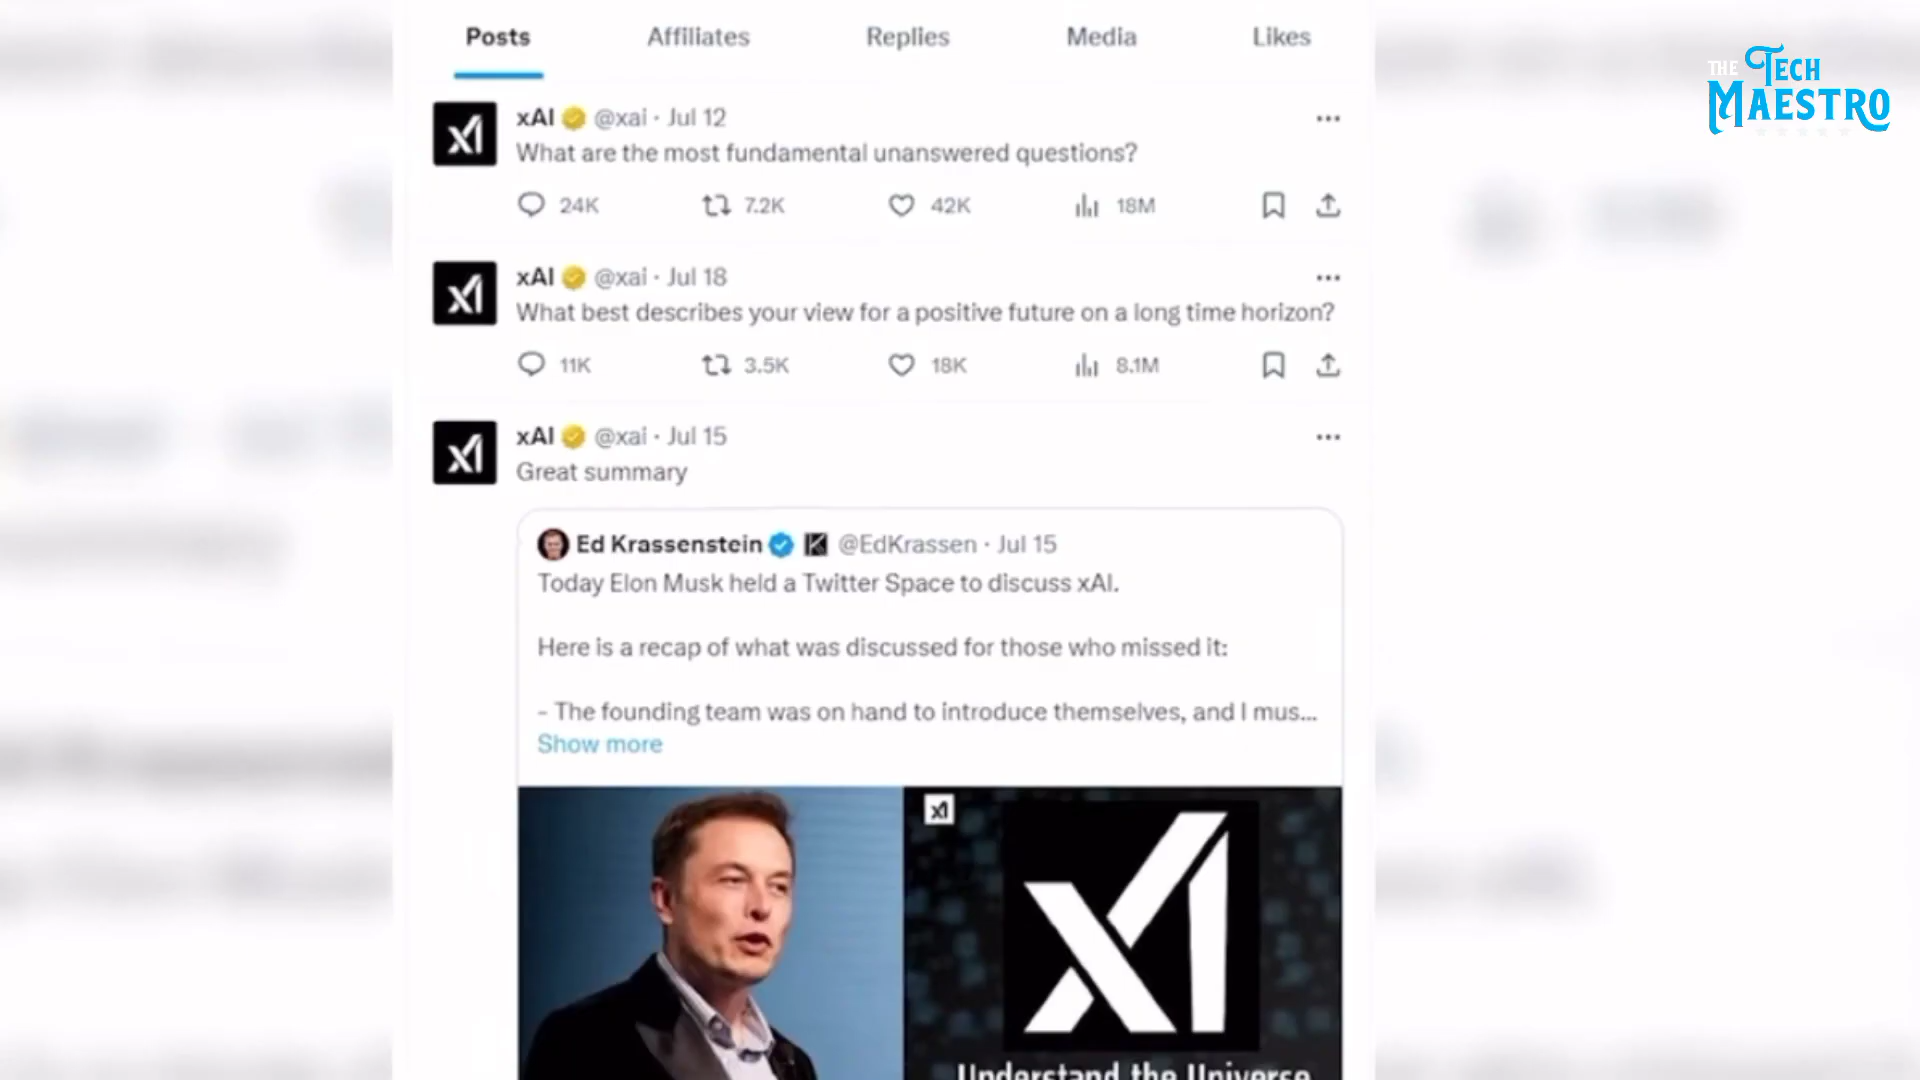 Posts Affiliates Replies Media Likes
THE TECH
MAESTRO
xAI @xai · Jul 12
What are the most fundamental unanswered questions?
24K 7.2K 42K 18M
xAI @xai · Jul 18
What best describes your view for a positive future on a long time horizon?
11K 3.5K 18K 8.1M
xAI @xai · Jul 15
Great summary
Ed Krassenstein @EdKrassen · Jul 15
Today Elon Musk held a Twitter Space to discuss xAI.
Here is a recap of what was discussed for those who missed it:
- The founding team was on hand to introduce themselves, and I mus...
Show more
Understand the Universe